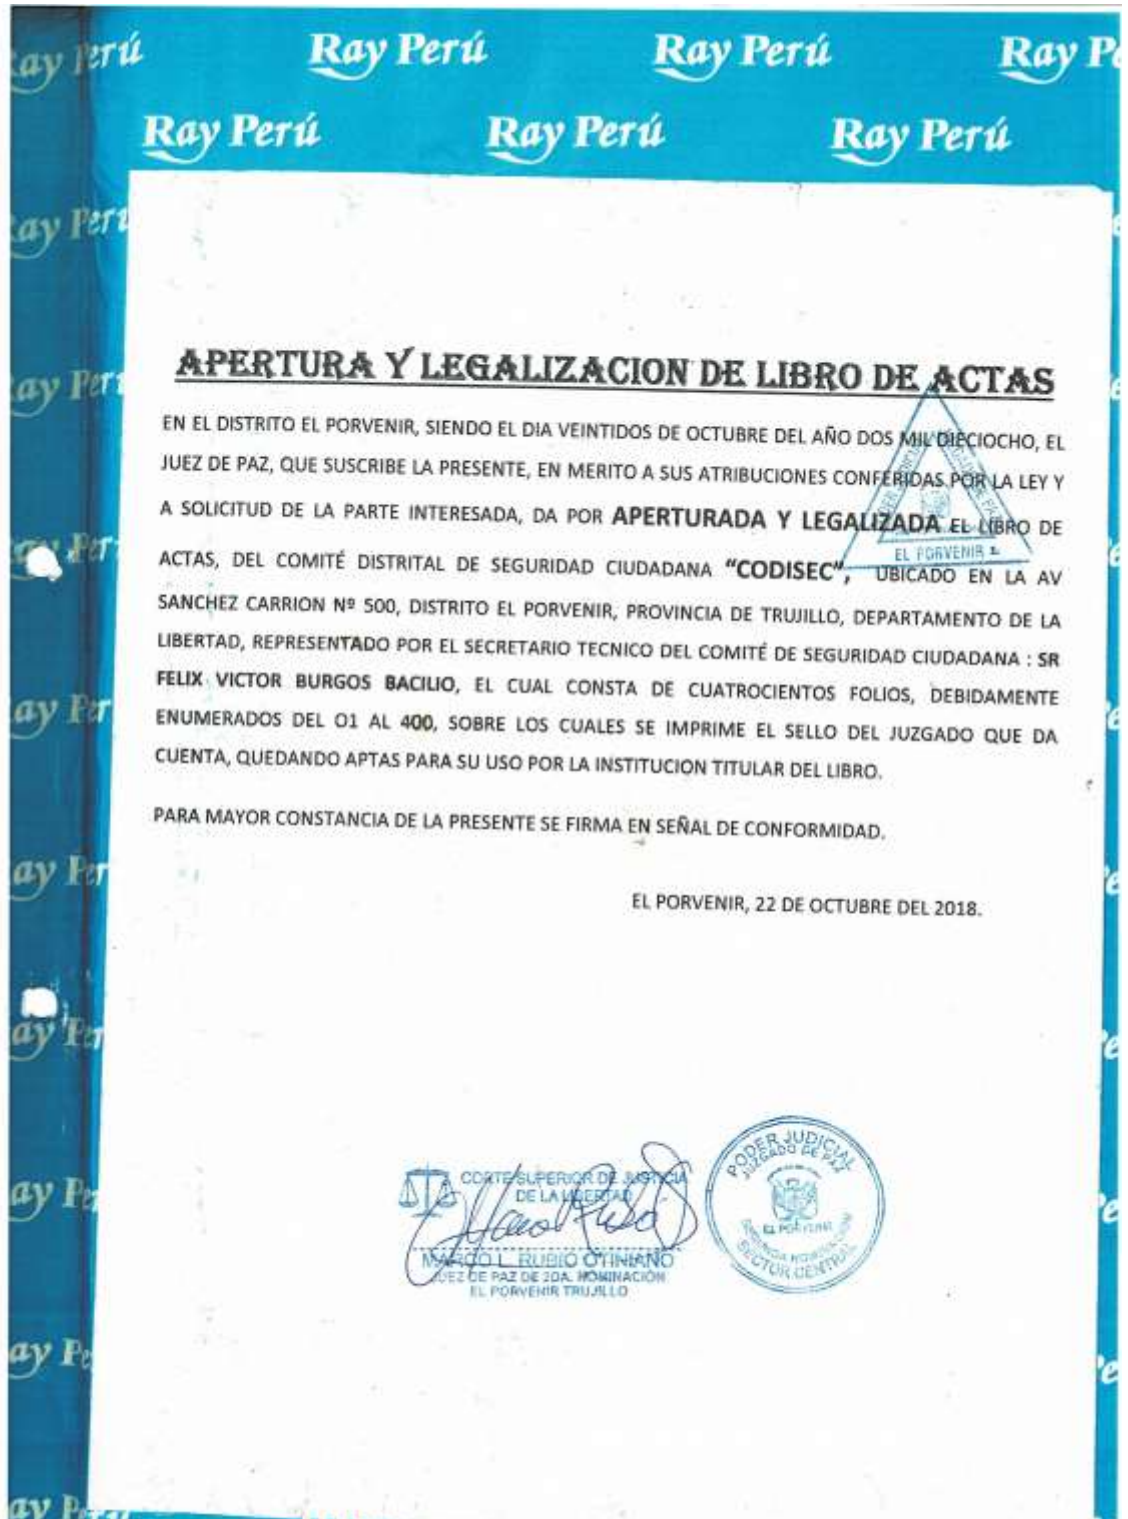 Ray Perú Ray Perú Ray
Ray Perú Ray Perú Ray Perú
APERTURA Y LEGALIZACION DE LIBRO DE ACTAS
EN EL DISTRITO EL PORVENIR, SIENDO EL DIA VEINTIDOS DE OCTUBRE DEL AÑO DOS MIL DIECIOCHO, EL
JUEZ DE PAZ, QUE SUSCRIBE LA PRESENTE, EN MERITO A SUS ATRIBUCIONES CONFERIDAS POR LA LEY Y
A SOLICITUD DE LA PARTE INTERESADA, DA POR APERTURADA Y LEGALIZADA EL LIBRO DE
EL PORVENIR
ACTAS, DEL COMITÉ DISTRITAL DE SEGURIDAD CIUDADANA "CODISEC", UBICADO EN LA AV
SANCHEZ CARRION Nº 500, DISTRITO EL PORVENIR, PROVINCIA DE TRUJILLO, DEPARTAMENTO DE LA
LIBERTAD, REPRESENTADO POR EL SECRETARIO TECNICO DEL COMITÉ DE SEGURIDAD CIUDADANA : SR
FELIX VICTOR BURGOS BACILIO, EL CUAL CONSTA DE CUATROCIENTOS FOLIOS, DEBIDAMENTE
ENUMERADOS DEL O1 AL 400, SOBRE LOS CUALES SE IMPRIME EL SELLO DEL JUZGADO QUE DA
CUENTA, QUEDANDO APTAS PARA SU USO POR LA INSTITUCION TITULAR DEL LIBRO.
PARA MAYOR CONSTANCIA DE LA PRESENTE SE FIRMA EN SEÑAL DE CONFORMIDAD.
EL PORVENIR, 22 DE OCTUBRE DEL 2018.
CORTE SUPERIOR DE JUSTICIA
DE LA LIBERTAD
MARCO L. RUBIO OTINIANO
JUEZ DE PAZ DE 2DA. NOMINACIÓN
EL PORVENIR TRUJILLO
PODER JUDICIAL
JUZGADO DE PAZ
EL PORVENIR
SEGUNDA NOMINACION
SECTOR CENTRAL